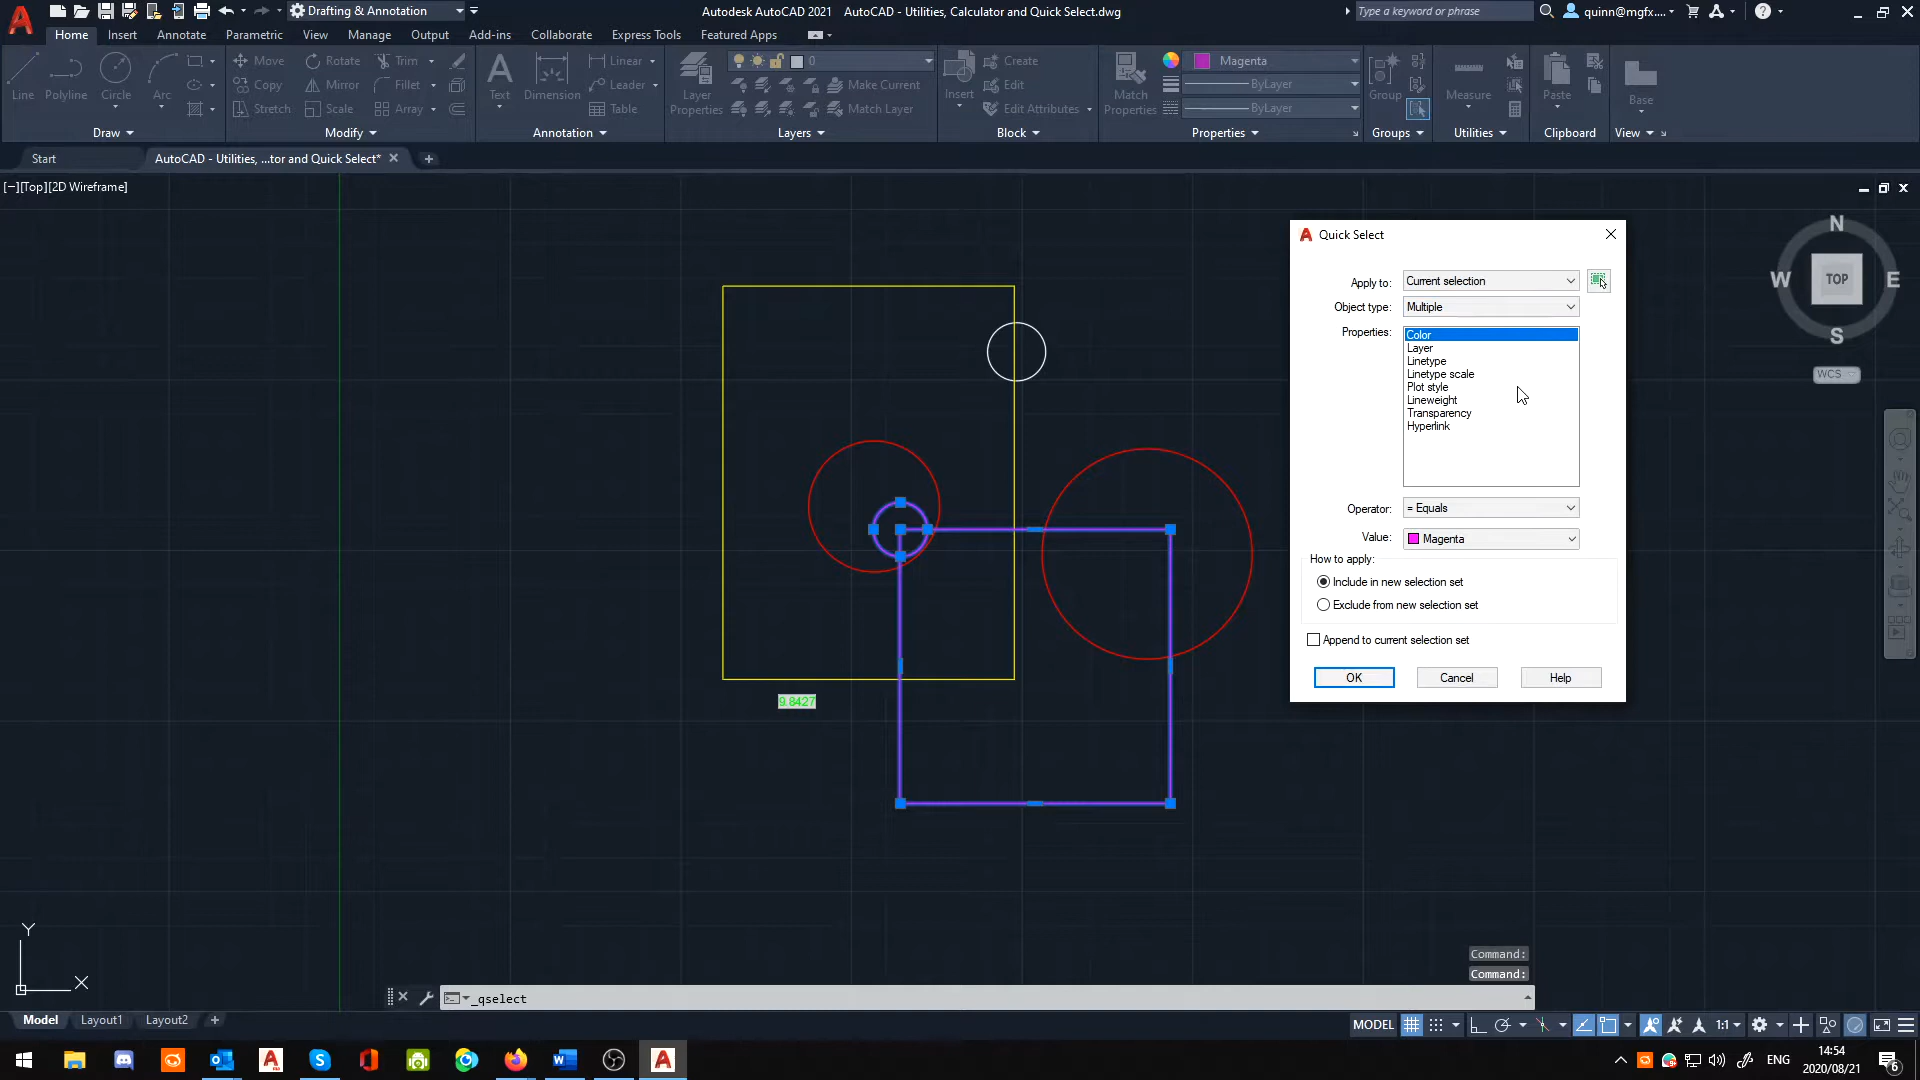 Drafting & Annotation
Autodesk AutoCAD 2021 AutoCAD - Utilities, Calculator and Quick Select.dwg
Type a keyword or phrase
quinn@mgfx....
Home Insert Annotate Parametric View Manage Output Add-ins Collaborate Express Tools Featured Apps
Line Polyline Circle Arc
Move Rotate Trim
Copy Mirror Fillet
Stretch Scale Array
Text Dimension
Linear
Leader
Table
Layer Properties
0
Make Current
Match Layer
Insert
Create
Edit
Edit Attributes
Match Properties
Magenta
ByLayer
ByLayer
Group
Measure
Paste
Base
Draw Modify Annotation Layers Block Properties Groups Utilities Clipboard View
Start
AutoCAD - Utilities, ...tor and Quick Select*
[−][Top][2D Wireframe]
N
W TOP E
S
WCS
Quick Select
Apply to: Current selection
Object type: Multiple
Properties: Color
Layer
Linetype
Linetype scale
Plot style
Lineweight
Transparency
Hyperlink
Operator: = Equals
Value: Magenta
How to apply:
Include in new selection set
Exclude from new selection set
Append to current selection set
OK Cancel Help
9.8427
Y
X
Command:
Command:
_qselect
Model Layout1 Layout2
MODEL
1:1
ENG
14:54
2020/08/21
6